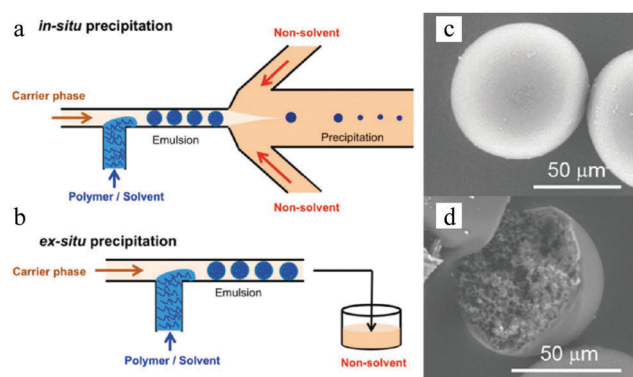 a
in-situ precipitation
Non-solvent
Carrier phase
Emulsion
Precipitation
Polymer / Solvent
Non-solvent
b
ex-situ precipitation
Carrier phase
Emulsion
Polymer / Solvent
Non-solvent
c
50 μm
d
50 μm